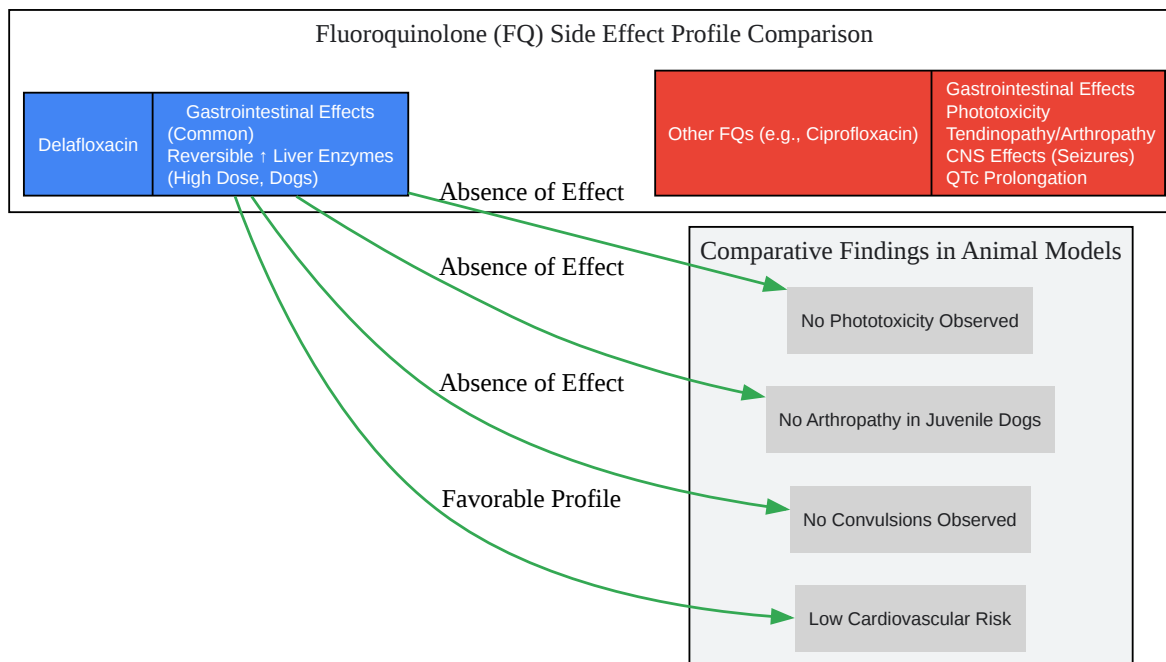 Fluoroquinolone (FQ) Side Effect Profile Comparison
Delafloxacin
Gastrointestinal Effects
(Common)
Reversible ↑ Liver Enzymes
(High Dose, Dogs)
Other FQs (e.g., Ciprofloxacin)
Gastrointestinal Effects
Phototoxicity
Tendinopathy/Arthropathy
CNS Effects (Seizures)
QTc Prolongation
Absence of Effect
Absence of Effect
Absence of Effect
Favorable Profile
Comparative Findings in Animal Models
No Phototoxicity Observed
No Arthropathy in Juvenile Dogs
No Convulsions Observed
Low Cardiovascular Risk